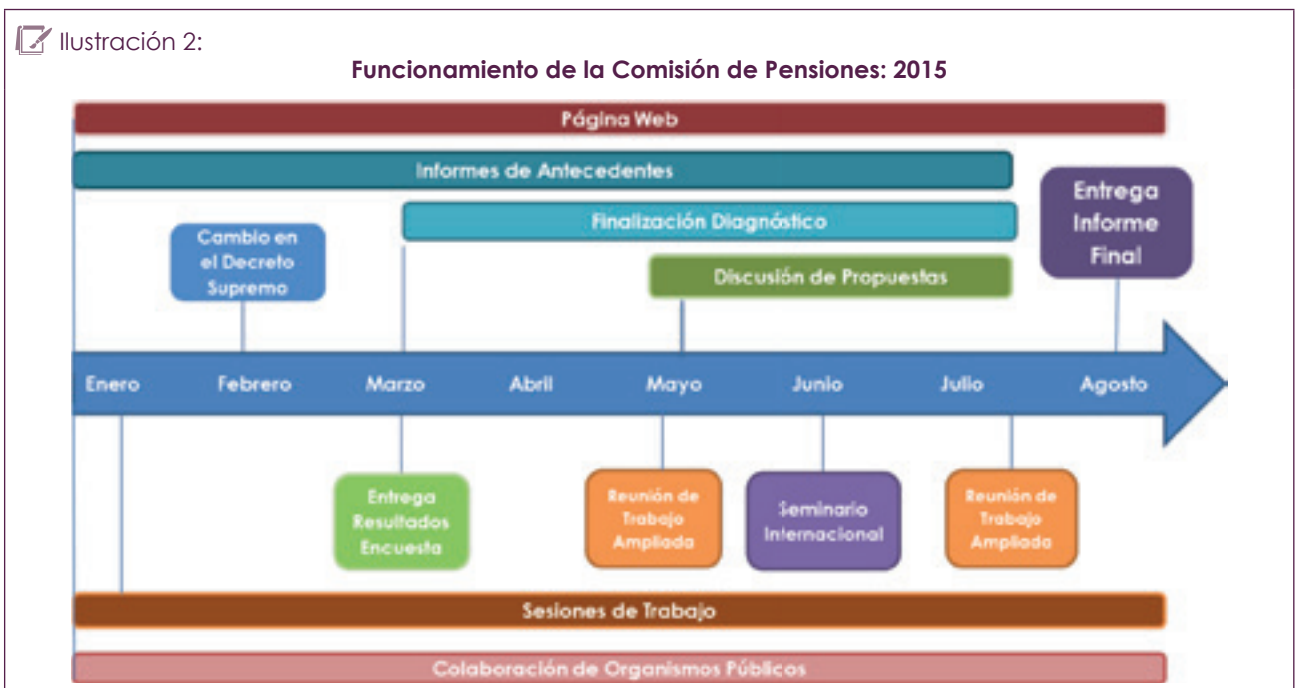 Ilustración 2:
Funcionamiento de la Comisión de Pensiones: 2015
Página Web
Informes de Antecedentes
Finalización Diagnóstico
Cambio en
el Decreto
Supremo
Discusión de Propuestas
Entrega
Informe
Final
Enero
Febrero
Marzo
Abril
Mayo
Junio
Julio
Agosto
Entrega
Resultados
Encuesta
Reunión de
Trabajo
Ampliada
Seminario
Internacional
Reunión de
Trabajo
Ampliada
Sesiones de Trabajo
Colaboración de Organismos Públicos